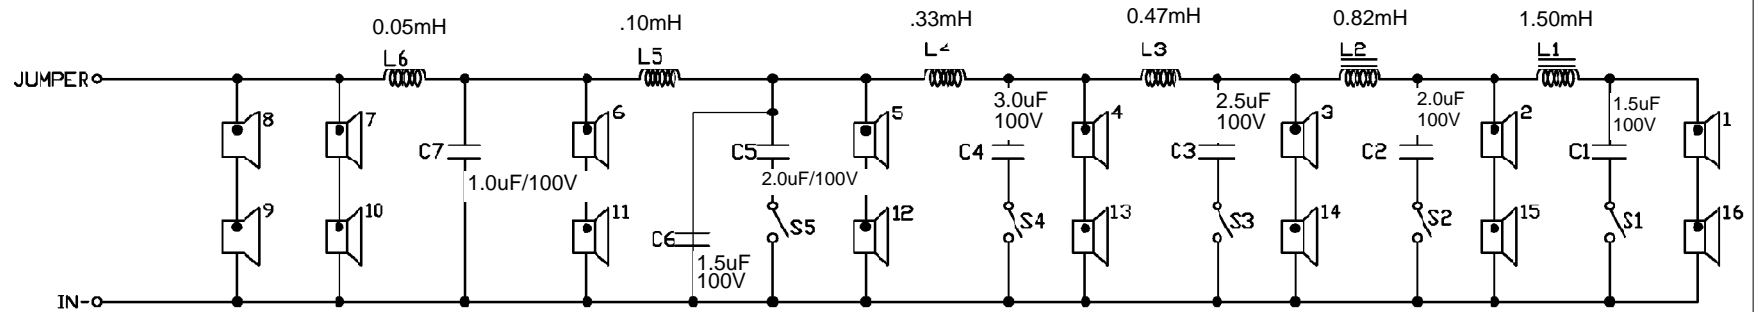 0.05mH .10mH .33mH 0.47mH 0.82mH 1.50mH
L6 L5 L4 L3 L2 L1
JUMPER
8 7 6 5 4 3 2 1
3.0uF 2.5uF 2.0uF 1.5uF
100V 100V 100V 100V
C7 C5 C4 C3 C2 C1
1.0uF/100V 2.0uF/100V
9 10 11 12 13 14 15 16
C6 S5 S4 S3 S2 S1
1.5uF
100V
IN-